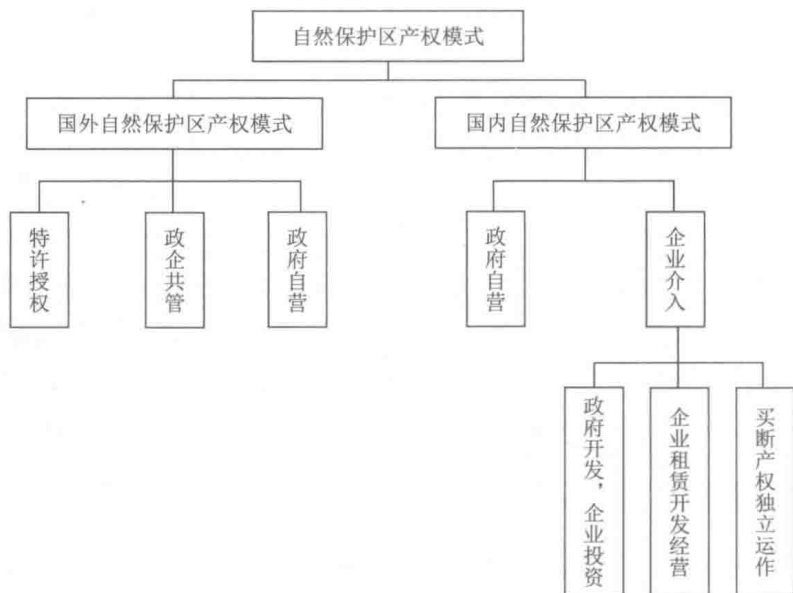 自然保护区产权模式
国外自然保护区产权模式
国内自然保护区产权模式
特许授权
政企共管
政府自营
政府自营
企业介入
政府开发，企业投资
企业租赁开发经营
买断产权独立运作